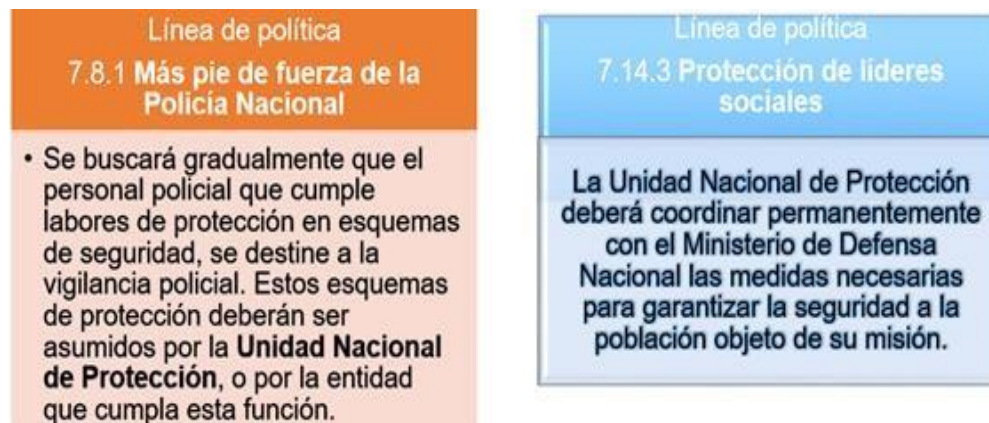 Línea de política
7.8.1 Más pie de fuerza de la
Policía Nacional
• Se buscará gradualmente que el
personal policial que cumple
labores de protección en esquemas
de seguridad, se destine a la
vigilancia policial. Estos esquemas
de protección deberán ser
asumidos por la Unidad Nacional
de Protección, o por la entidad
que cumpla esta función.
Línea de política
7.14.3 Protección de líderes
sociales
La Unidad Nacional de Protección
deberá coordinar permanentemente
con el Ministerio de Defensa
Nacional las medidas necesarias
para garantizar la seguridad a la
población objeto de su misión.